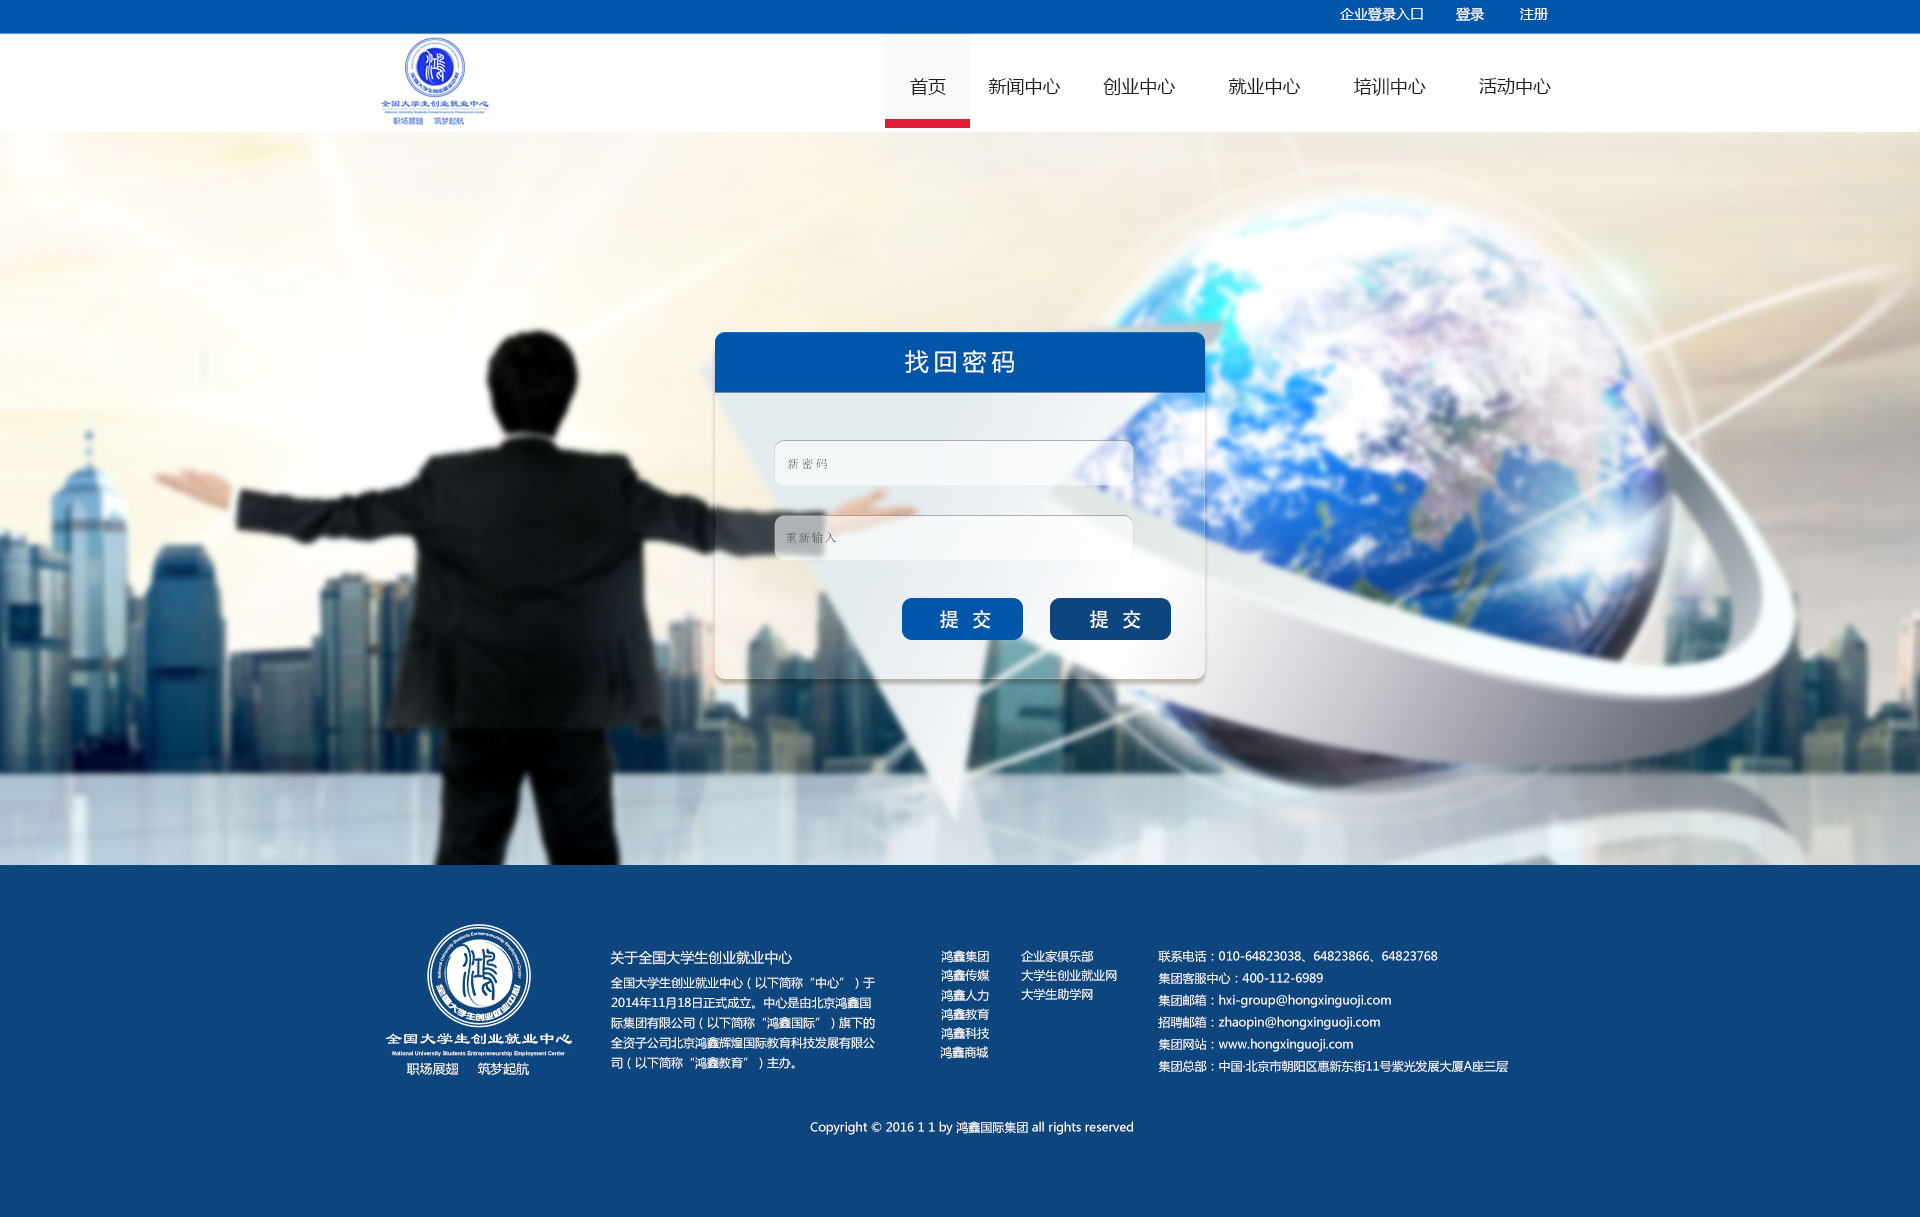 企业登录入口 登录 注册
全国大学生创业就业中心
National University Students Entrepreneurship Employment Center
职场展翅 筑梦起航
首页 新闻中心 创业中心 就业中心 培训中心 活动中心
找回密码
新密码
重新输入
提 交 提 交
全国大学生创业就业中心
National University Students Entrepreneurship Employment Center
职场展翅 筑梦起航
关于全国大学生创业就业中心
全国大学生创业就业中心（以下简称“中心”）于
2014年11月18日正式成立。中心是由北京鸿鑫国
际集团有限公司（以下简称“鸿鑫国际”）旗下的
全资子公司北京鸿鑫辉煌国际教育科技发展有限公
司（以下简称“鸿鑫教育”）主办。
鸿鑫集团
鸿鑫传媒
鸿鑫人力
鸿鑫教育
鸿鑫科技
鸿鑫商城
企业家俱乐部
大学生创业就业网
大学生助学网
联系电话：010-64823038、64823866、64823768
集团客服中心：400-112-6989
集团邮箱：hxi-group@hongxinguoji.com
招聘邮箱：zhaopin@hongxinguoji.com
集团网站：www.hongxinguoji.com
集团总部：中国·北京市朝阳区惠新东街11号紫光发展大厦A座三层
Copyright © 2016 1 1 by 鸿鑫国际集团 all rights reserved